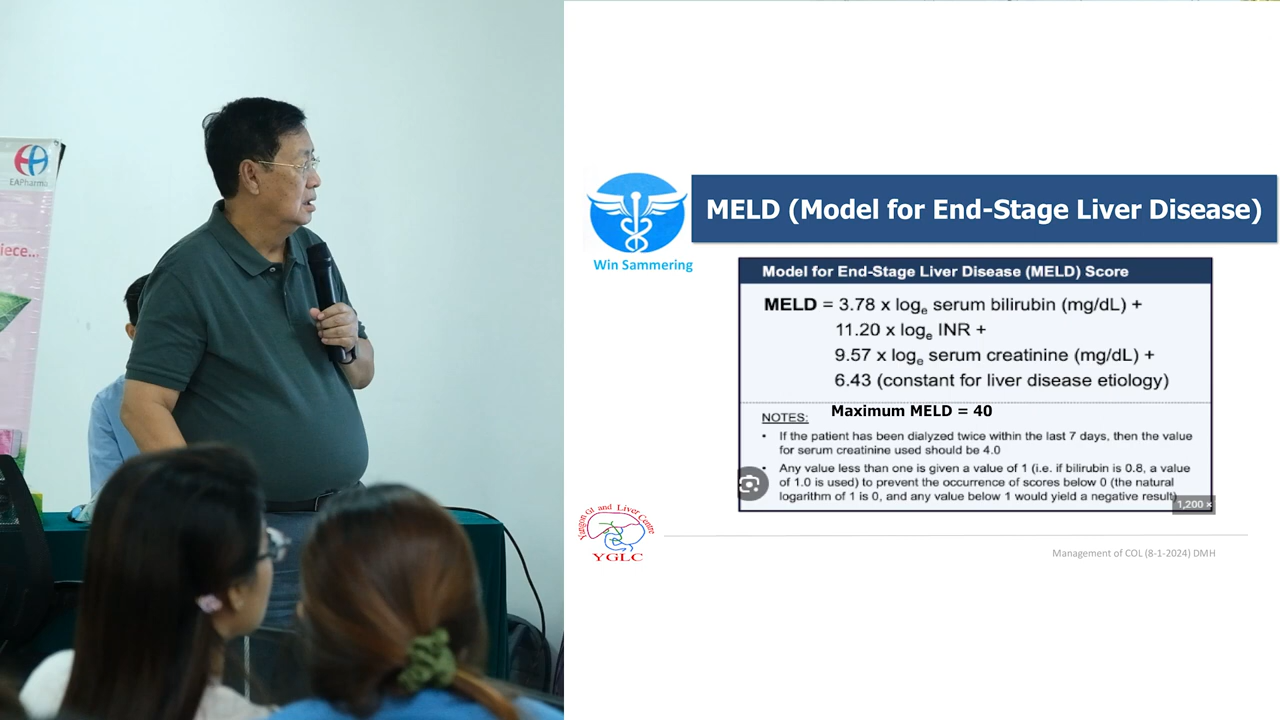 EAPharma
iece...
MELD (Model for End-Stage Liver Disease)
Win Sammering
Model for End-Stage Liver Disease (MELD) Score
MELD = 3.78 x logₑ serum bilirubin (mg/dL) +
11.20 x logₑ INR +
9.57 x logₑ serum creatinine (mg/dL) +
6.43 (constant for liver disease etiology)
NOTES: Maximum MELD = 40
• If the patient has been dialyzed twice within the last 7 days, then the value
for serum creatinine used should be 4.0
• Any value less than one is given a value of 1 (i.e. if bilirubin is 0.8, a value
of 1.0 is used) to prevent the occurrence of scores below 0 (the natural
logarithm of 1 is 0, and any value below 1 would yield a negative result)
1,200 ×
Yangon GI and Liver Centre
YGLC
Management of COL (8-1-2024) DMH